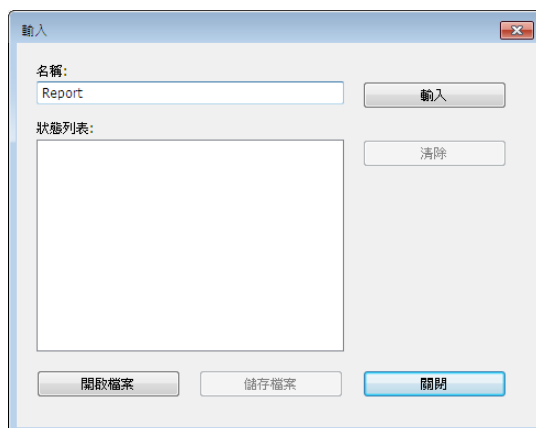 輸入
名稱:
Report
輸入
狀態列表:
清除
開啟檔案
儲存檔案
關閉